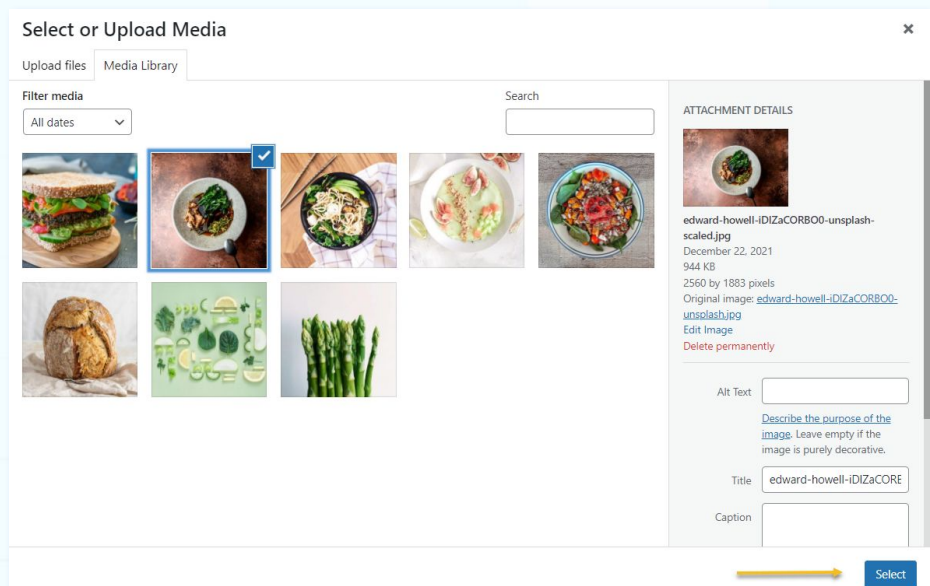 Select or Upload Media
Upload files
Media Library
Filter media
All dates
Search
ATTACHMENT DETAILS
edward-howell-iDIZaCORBO0-unsplash-
scaled.jpg
December 22, 2021
944 KB
2560 by 1883 pixels
Original image: edward-howell-iDIZaCORBO0-
unsplash.jpg
Edit Image
Delete permanently
Alt Text
Describe the purpose of the
image. Leave empty if the
image is purely decorative.
Title
edward-howell-iDIZaCORE
Caption
Select